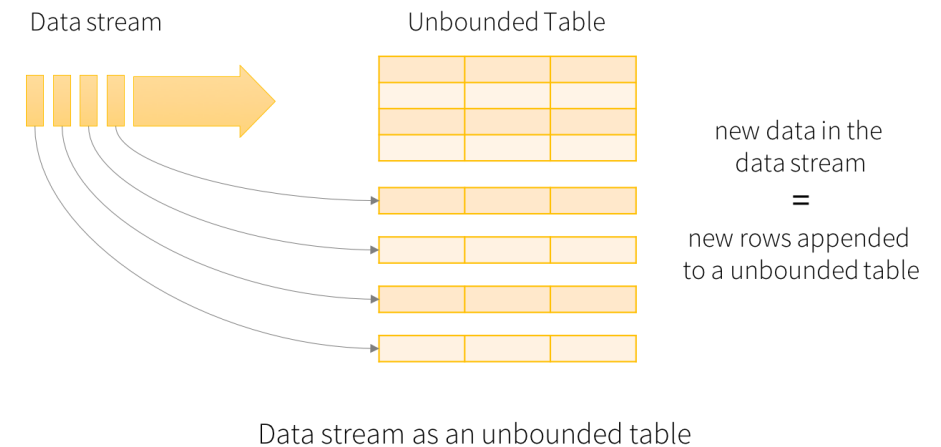 Data stream
Unbounded Table
new data in the
data stream
=
new rows appended
to a unbounded table
Data stream as an unbounded table